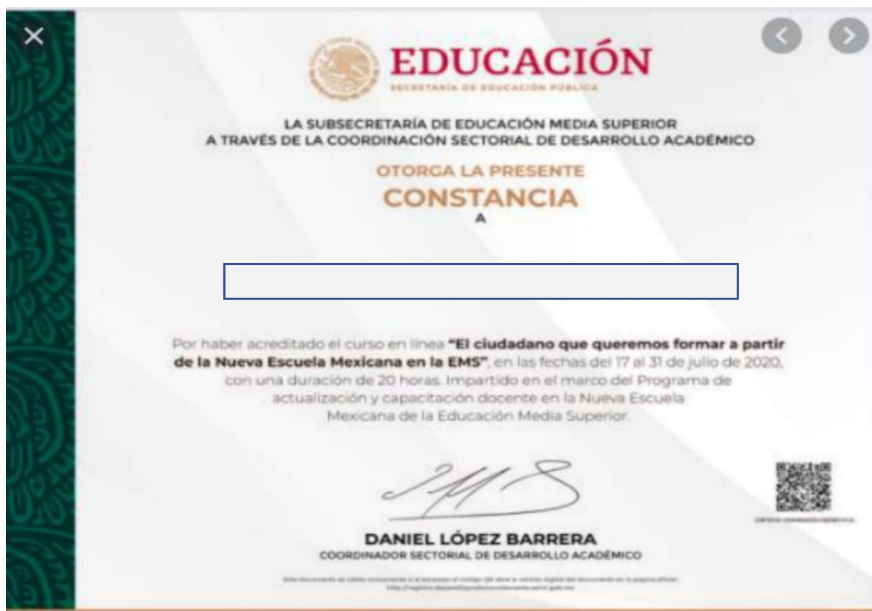 EDUCACIÓN
SECRETARÍA DE EDUCACIÓN PÚBLICA
LA SUBSECRETARÍA DE EDUCACIÓN MEDIA SUPERIOR
A TRAVÉS DE LA COORDINACIÓN SECTORIAL DE DESARROLLO ACADÉMICO
OTORGA LA PRESENTE
CONSTANCIA
A
Por haber acreditado el curso en línea "El ciudadano que queremos formar a partir
de la Nueva Escuela Mexicana en la EMS", en las fechas del 17 al 31 de julio de 2020,
con una duración de 20 horas. Impartido en el marco del Programa de
actualización y capacitación docente en la Nueva Escuela
Mexicana de la Educación Media Superior.
DANIEL LÓPEZ BARRERA
COORDINADOR SECTORIAL DE DESARROLLO ACADÉMICO